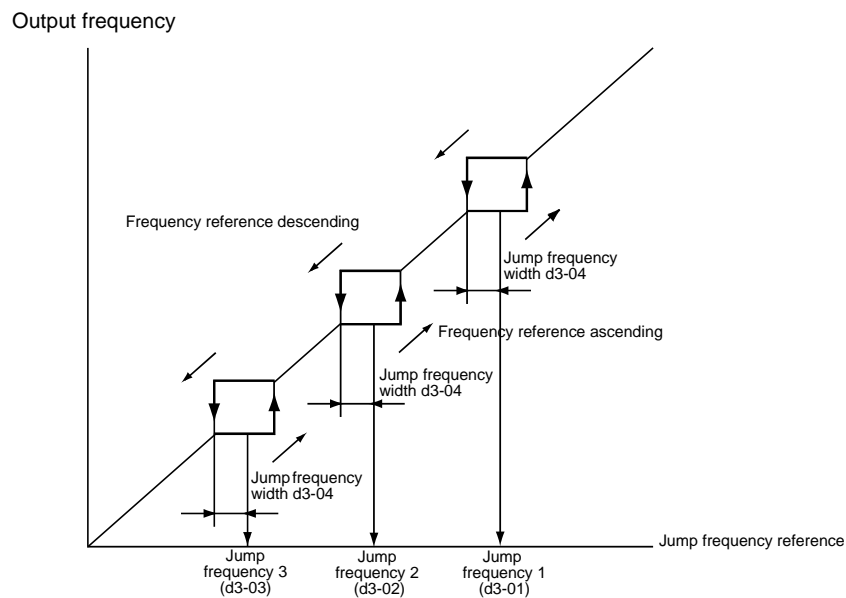 Output frequency
Frequency reference descending
Jump frequency
width d3-04
Frequency reference ascending
Jump frequency
width d3-04
Jump frequency
width d3-04
Jump frequency reference
Jump
frequency 3
(d3-03)
Jump
frequency 2
(d3-02)
Jump
frequency 1
(d3-01)